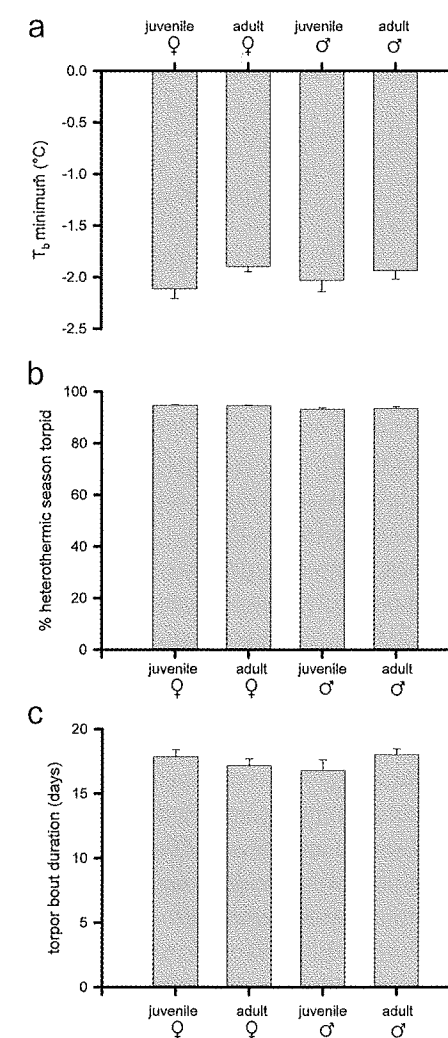 a
juvenile adult juvenile adult
♀ ♀ ♂ ♂
0.0
-0.5
-1.0
-1.5
-2.0
-2.5
Tb minimum (°C)
b
100
80
60
40
20
0
% heterothermic season torpid
juvenile adult juvenile adult
♀ ♀ ♂ ♂
c
20
15
10
5
0
torpor bout duration (days)
juvenile adult juvenile adult
♀ ♀ ♂ ♂